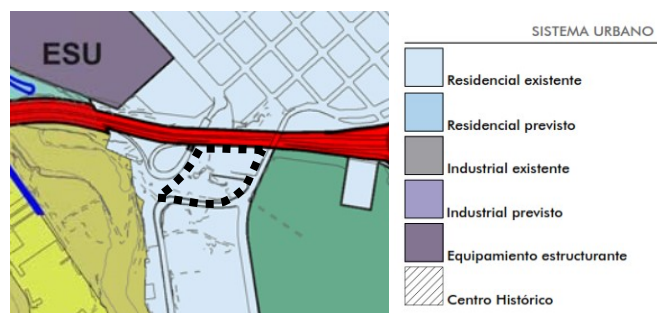 ESU
SISTEMA URBANO
Residencial existente
Residencial previsto
Industrial existente
Industrial previsto
Equipamiento estructurante
Centro Histórico